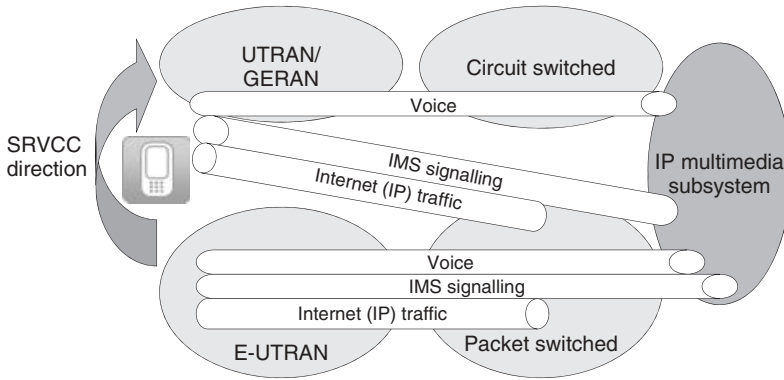 UTRAN/
GERAN
Circuit switched
Voice
SRVCC
direction
IMS signalling
Internet (IP) traffic
IP multimedia
subsystem
Voice
IMS signalling
Internet (IP) traffic
E-UTRAN
Packet switched